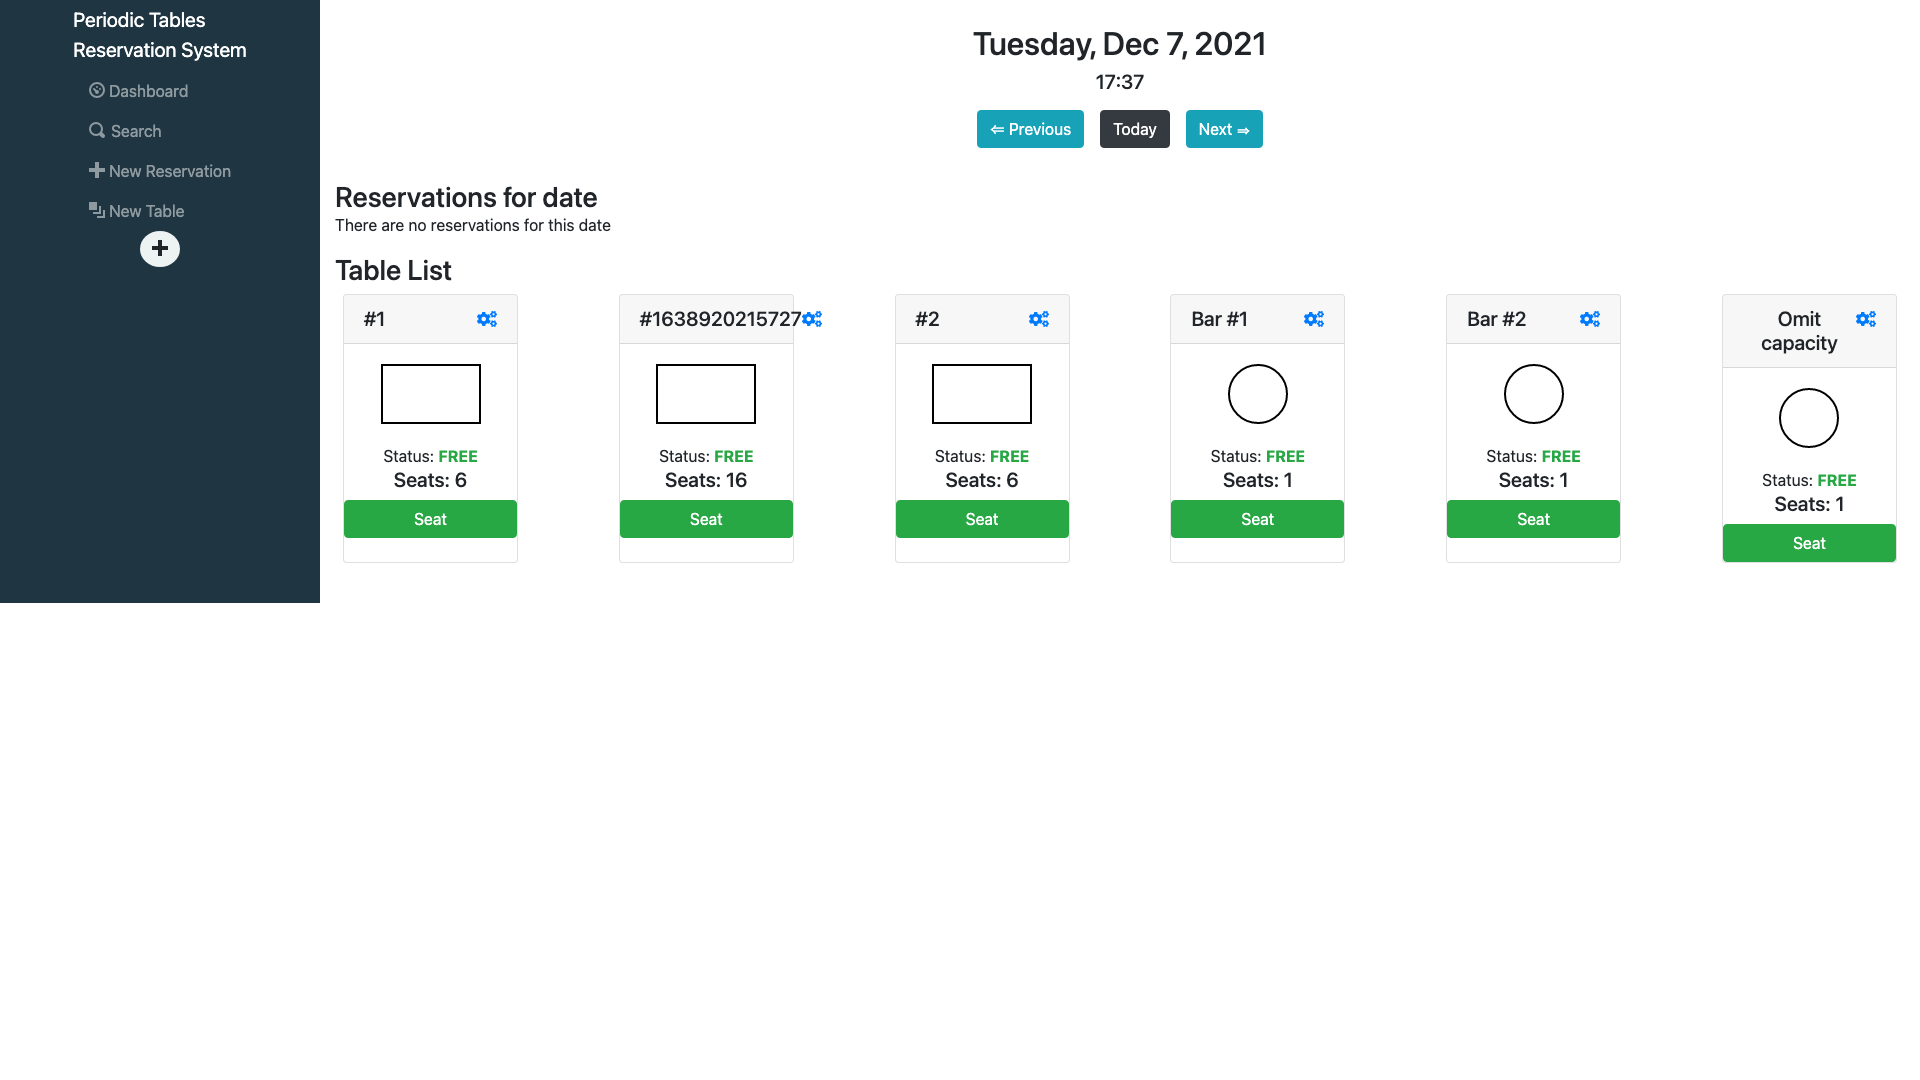 Periodic Tables
Reservation System
Dashboard
Search
New Reservation
New Table
Tuesday, Dec 7, 2021
17:37
⇐ Previous
Today
Next ⇒
Reservations for date
There are no reservations for this date
Table List
#1
Status: FREE
Seats: 6
Seat
#1638920215727
Status: FREE
Seats: 16
Seat
#2
Status: FREE
Seats: 6
Seat
Bar #1
Status: FREE
Seats: 1
Seat
Bar #2
Status: FREE
Seats: 1
Seat
Omit
capacity
Status: FREE
Seats: 1
Seat